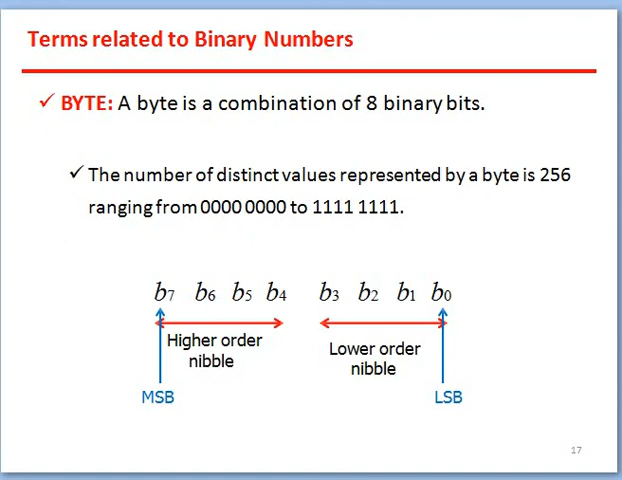 Terms related to Binary Numbers
✓ BYTE: A byte is a combination of 8 binary bits.
✓ The number of distinct values represented by a byte is 256
ranging from 0000 0000 to 1111 1111.
b7 b6 b5 b4 b3 b2 b1 b0
Higher order
nibble
Lower order
nibble
MSB LSB
17